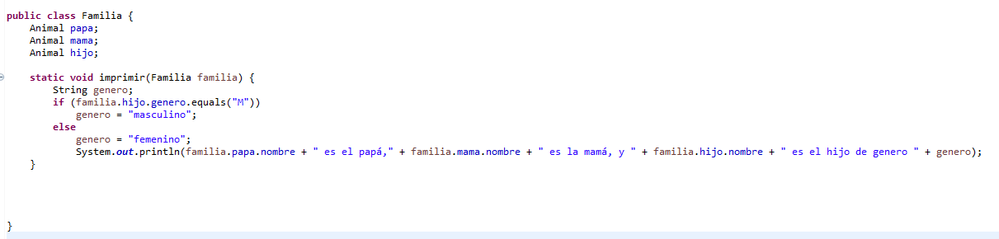 public class Familia {
Animal papa;
Animal mama;
Animal hijo;
static void imprimir(Familia familia) {
String genero;
if (familia.hijo.genero.equals("M"))
genero = "masculino";
else
genero = "femenino";
System.out.println(familia.papa.nombre + " es el papá," + familia.mama.nombre + " es la mamá, y " + familia.hijo.nombre + " es el hijo de genero " + genero);
}
}